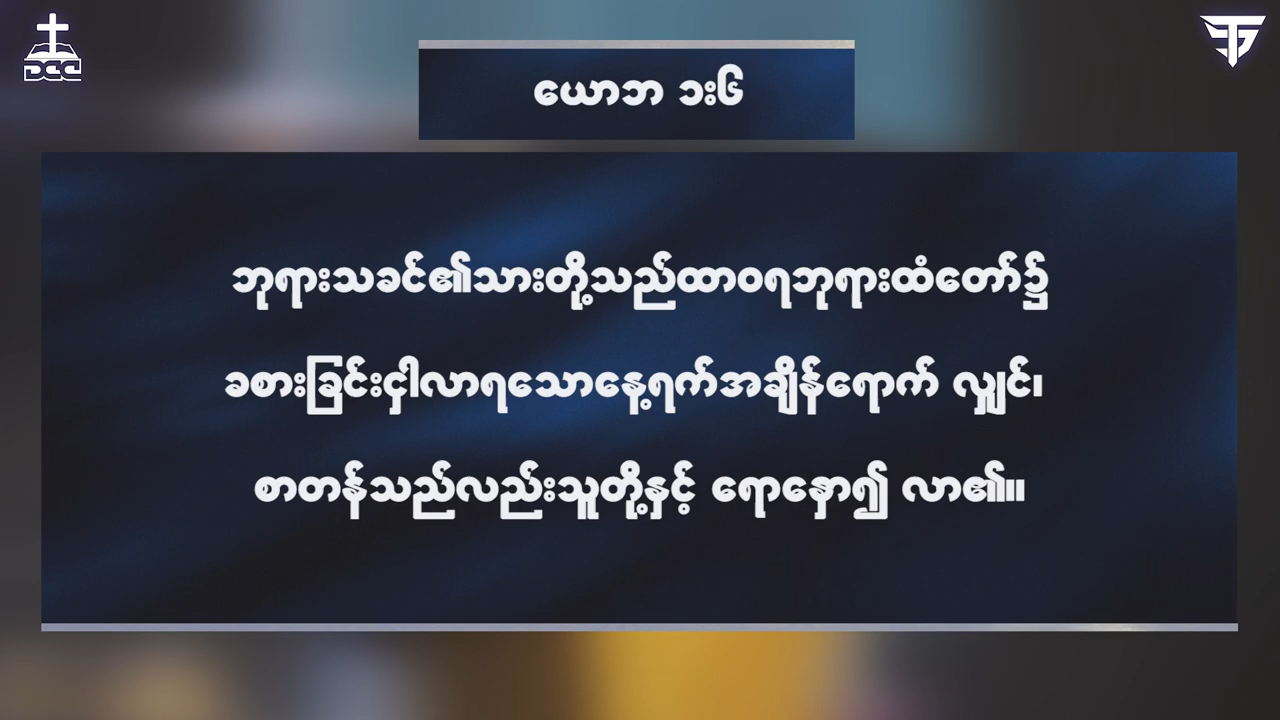 DCC
ယောဘ ၁း၆
ဘုရားသခင်၏သားတို့သည်ထာဝရဘုရားထံတော်၌
ခစားခြင်းငှါလာရသောနေ့ရက်အချိန်ရောက် လျှင်၊
စာတန်သည်လည်းသူတို့နှင့် ရောနှော၍ လာ၏။